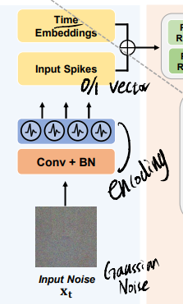 Time
Embeddings
Input Spikes
0/1 vector
Conv + BN
encoding
Input Noise
x_t
Gaussian
Noise